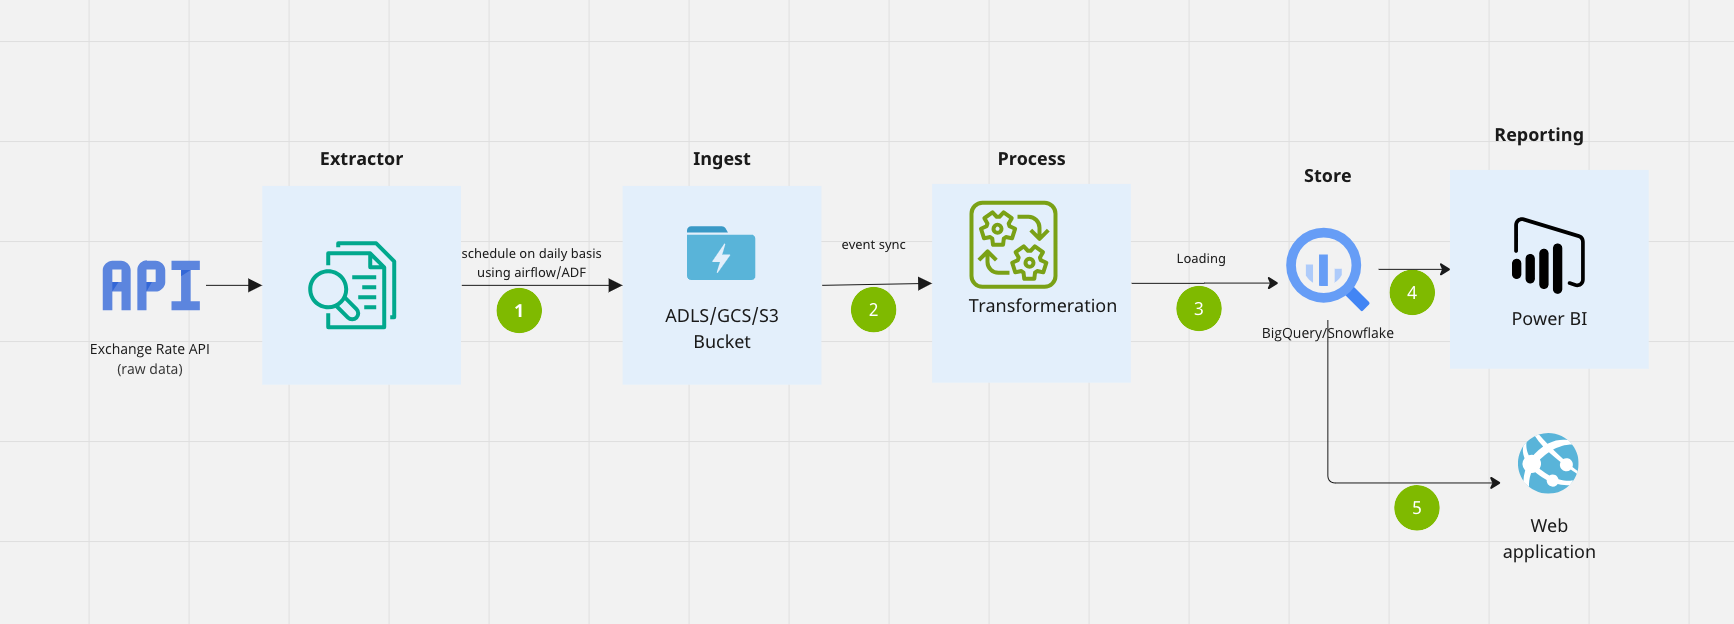 API
Exchange Rate API
(raw data)
Extractor
schedule on daily basis
using airflow/ADF
1
Ingest
ADLS/GCS/S3
Bucket
event sync
2
Process
Transformeration
Loading
3
Store
BigQuery/Snowflake
4
Reporting
Power BI
5
Web
application